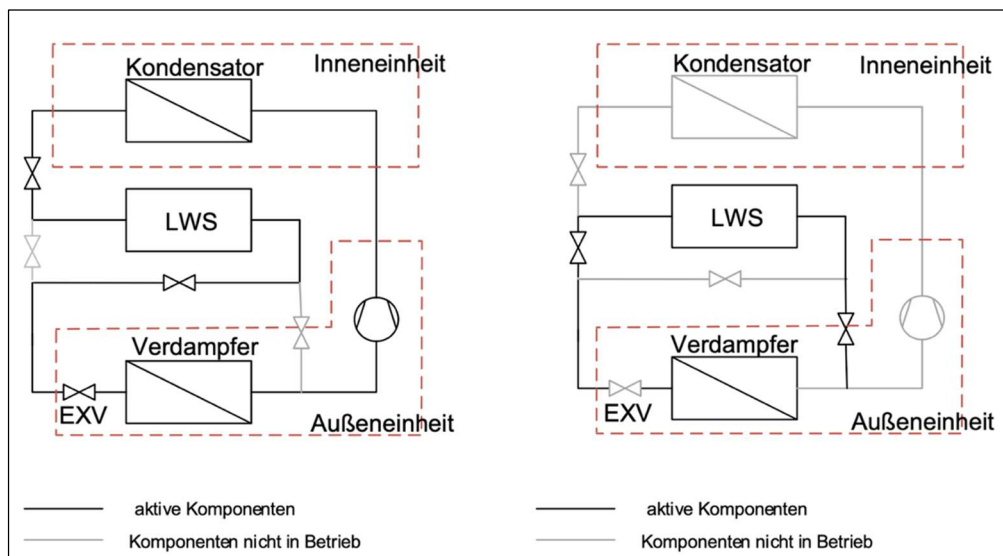 Kondensator
Inneneinheit
LWS
Verdampfer
EXV
Außeneinheit
aktive Komponenten
Komponenten nicht in Betrieb
Kondensator
Inneneinheit
LWS
Verdampfer
EXV
Außeneinheit
aktive Komponenten
Komponenten nicht in Betrieb